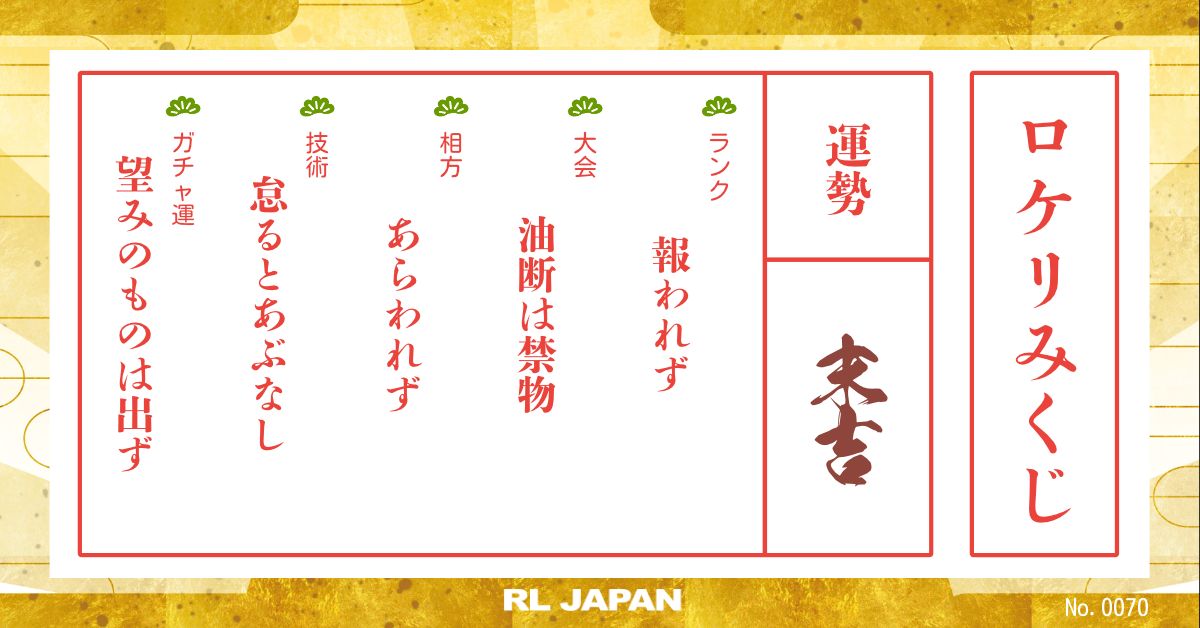 ロケリみくじ
運勢
末吉
ランク
報われず
大会
油断は禁物
相方
あらわれず
技術
怠るとあぶなし
ガチャ運
望みのものは出ず
RL JAPAN
No. 0070